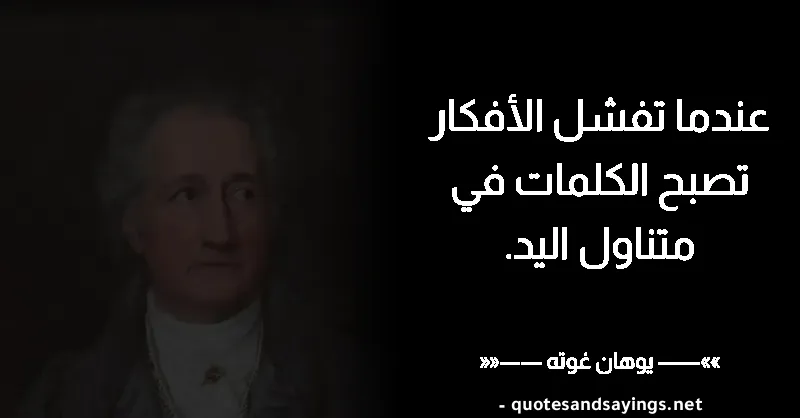 عندما تفشل الأفكار
تصبح الكلمات في
متناول اليد.
»»—— يوهان غوته ——««
- quotesandsayings.net